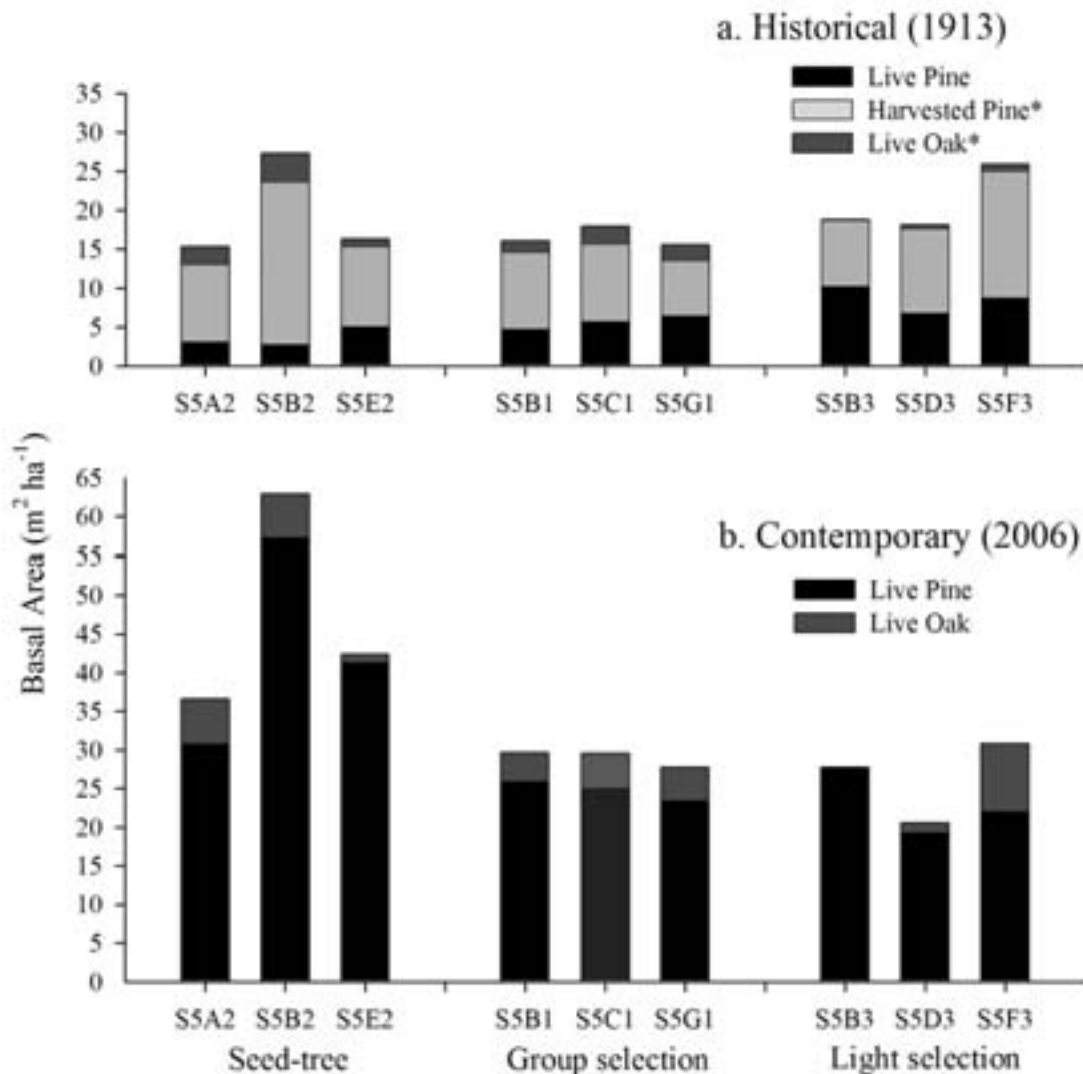 a. Historical (1913)
Live Pine
Harvested Pine*
Live Oak*
35
30
25
20
15
10
5
0
S5A2 S5B2 S5E2 S5B1 S5C1 S5G1 S5B3 S5D3 S5F3
Basal Area (m² ha⁻¹)
b. Contemporary (2006)
Live Pine
Live Oak
65
60
55
50
45
40
35
30
25
20
15
10
5
0
S5A2 S5B2 S5E2 S5B1 S5C1 S5G1 S5B3 S5D3 S5F3
Seed-tree Group selection Light selection